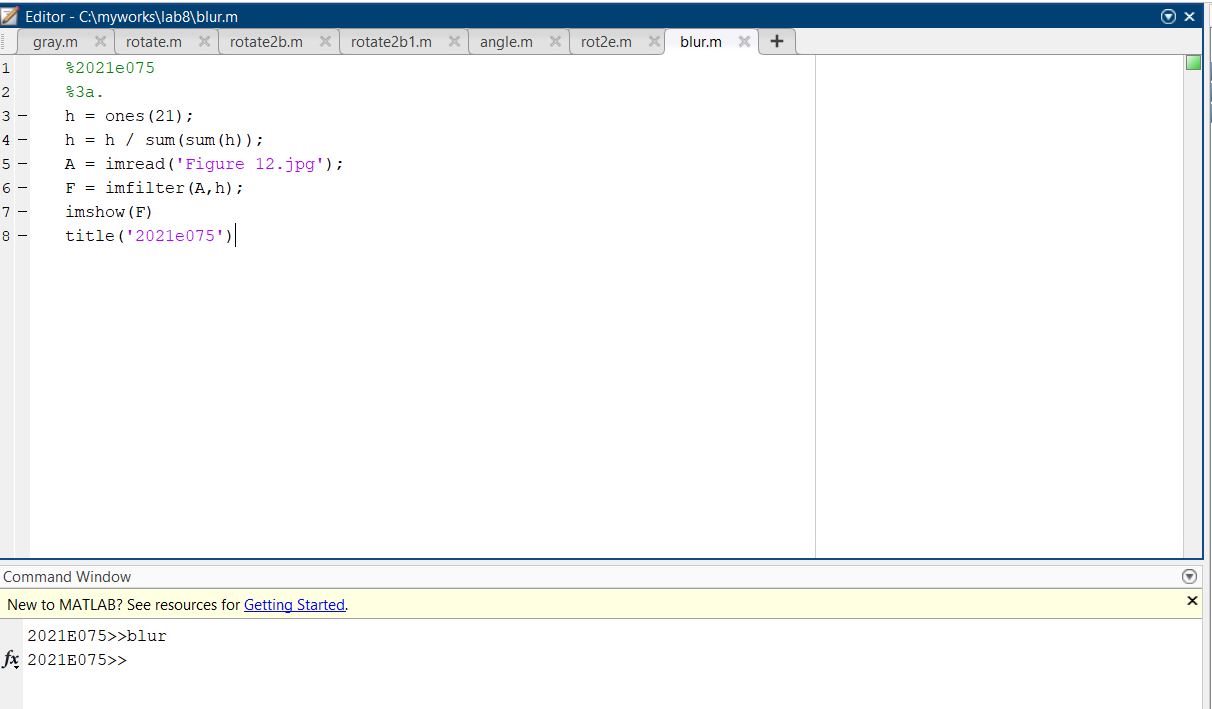 Editor - C:\myworks\lab8\blur.m
gray.m rotate.m rotate2b.m rotate2b1.m angle.m rot2e.m blur.m
1 %2021e075
2 %3a.
3 – h = ones(21);
4 – h = h / sum(sum(h));
5 – A = imread('Figure 12.jpg');
6 – F = imfilter(A,h);
7 – imshow(F)
8 – title('2021e075')
Command Window
New to MATLAB? See resources for Getting Started.
2021E075>>blur
fx 2021E075>>